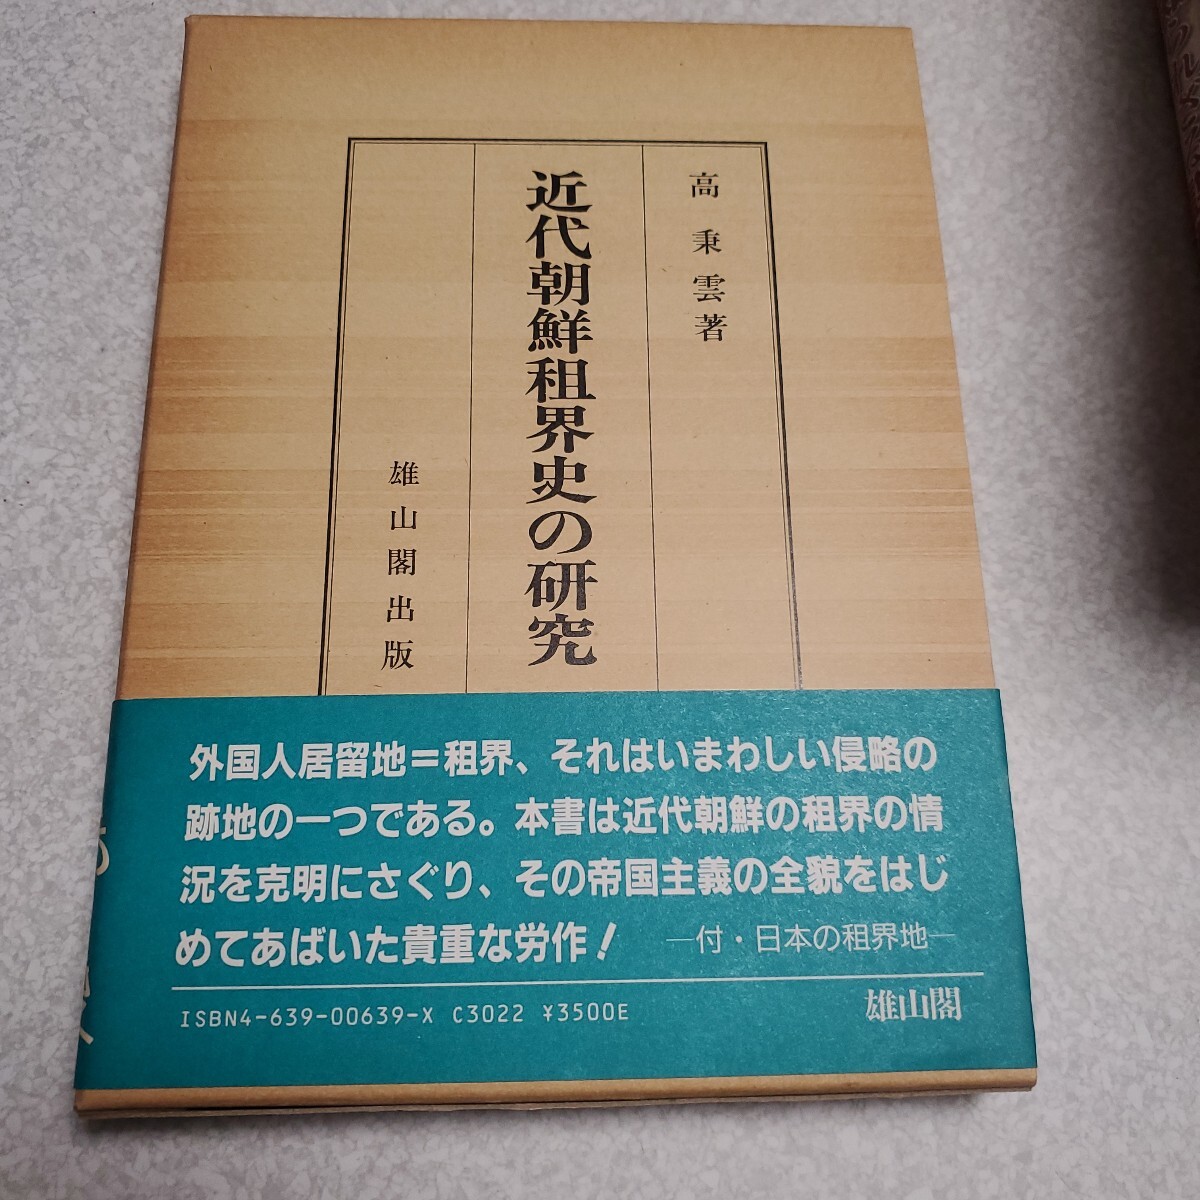 高秉雲著
近代朝鮮租界史の研究
雄山閣出版
外国人居留地＝租界、それはいまわしい侵略の
跡地の一つである。本書は近代朝鮮の租界の情
況を克明にさぐり、その帝国主義の全貌をはじ
めてあばいた貴重な労作！
―付・日本の租界地―
ISBN4-639-00639-X C3022 ¥3500E
雄山閣